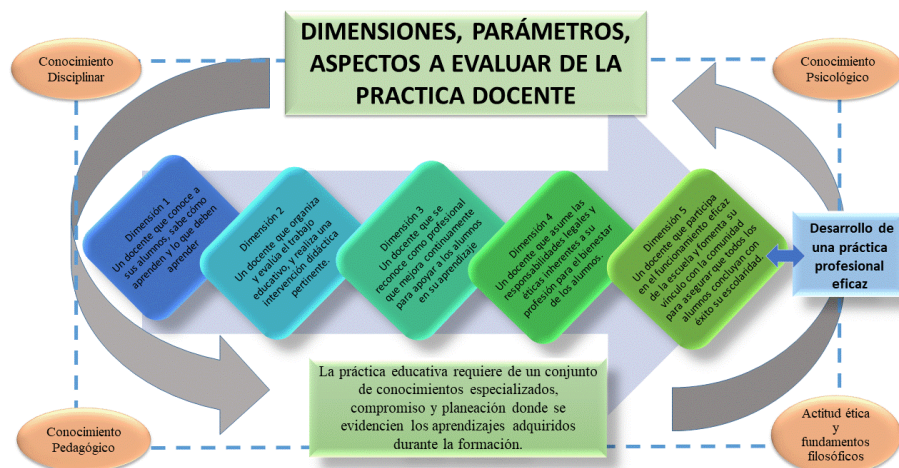 DIMENSIONES, PARÁMETROS,
ASPECTOS A EVALUAR DE LA
PRACTICA DOCENTE
Conocimiento
Disciplinar
Conocimiento
Psicológico
Dimensión 1
Un docente que conoce a
sus alumnos, sabe cómo
aprenden y lo que deben
aprender
Dimensión 2
Un docente que organiza
y evalúa el trabajo
educativo, y realiza una
intervención didáctica
pertinente.
Dimensión 3
Un docente que se
reconoce como profesional
que mejora continuamente
para apoyar a los alumnos
en su aprendizaje
Dimensión 4
Un docente que asume las
responsabilidades legales y
éticas inherentes a su
profesión para el bienestar
de los alumnos.
Dimensión 5
Un docente que participa
en el funcionamiento eficaz
de la escuela y fomenta su
vínculo con la comunidad
para asegurar que todos los
alumnos concluyan con
éxito su escolaridad.
Desarrollo de
una práctica
profesional
eficaz
La práctica educativa requiere de un conjunto
de conocimientos especializados,
compromiso y planeación donde se
evidencien los aprendizajes adquiridos
durante la formación.
Conocimiento
Pedagógico
Actitud ética
y
fundamentos
filosóficos